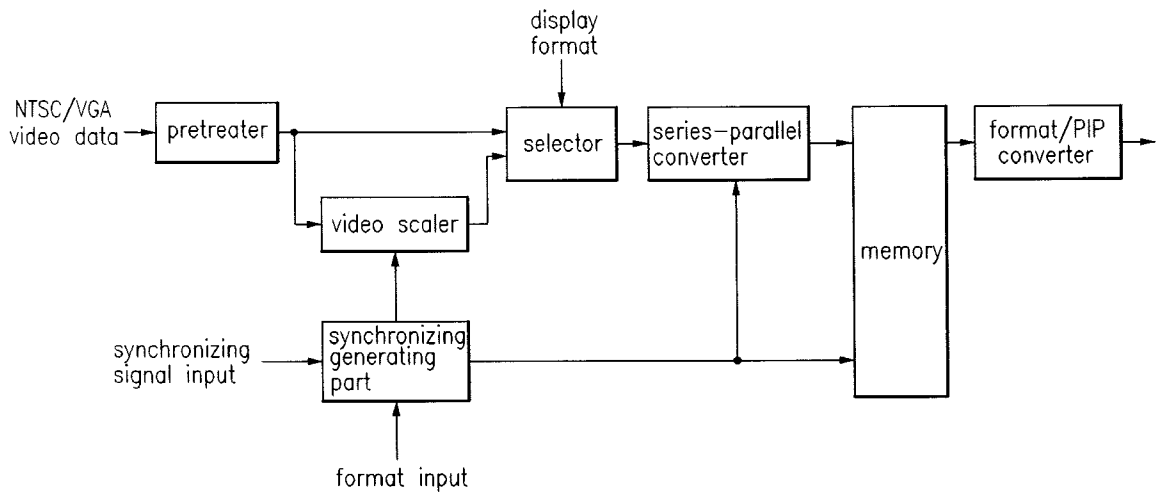 display
format
NTSC/VGA
video data
pretreater
selector
series-parallel
converter
format/PIP
converter
video scaler
memory
synchronizing
signal input
synchronizing
generating
part
format input